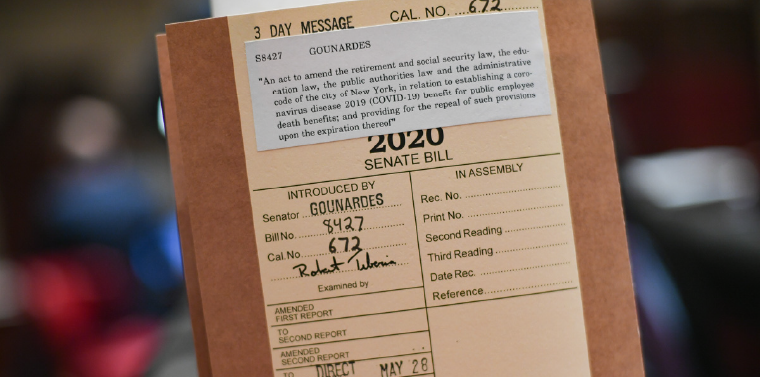 3 DAY MESSAGE CAL. NO. 672
S8427 GOUNARDES
"An act to amend the retirement and social security law, the edu-
cation law, the public authorities law and the administrative
code of the city of New York, in relation to establishing a coro-
navirus disease 2019 (COVID-19) benefit for public employee
death benefits; and providing for the repeal of such provisions
upon the expiration thereof"
2020
SENATE BILL
INTRODUCED BY
Senator GOUNARDES
Bill No. 8427
Cal. No. 672
Robert
Examined by
AMENDED
FIRST REPORT
TO
SECOND REPORT
AMENDED
SECOND REPORT
TO DIRECT MAY 28
IN ASSEMBLY
Rec. No.
Print No.
Second Reading
Third Reading
Date Rec.
Reference